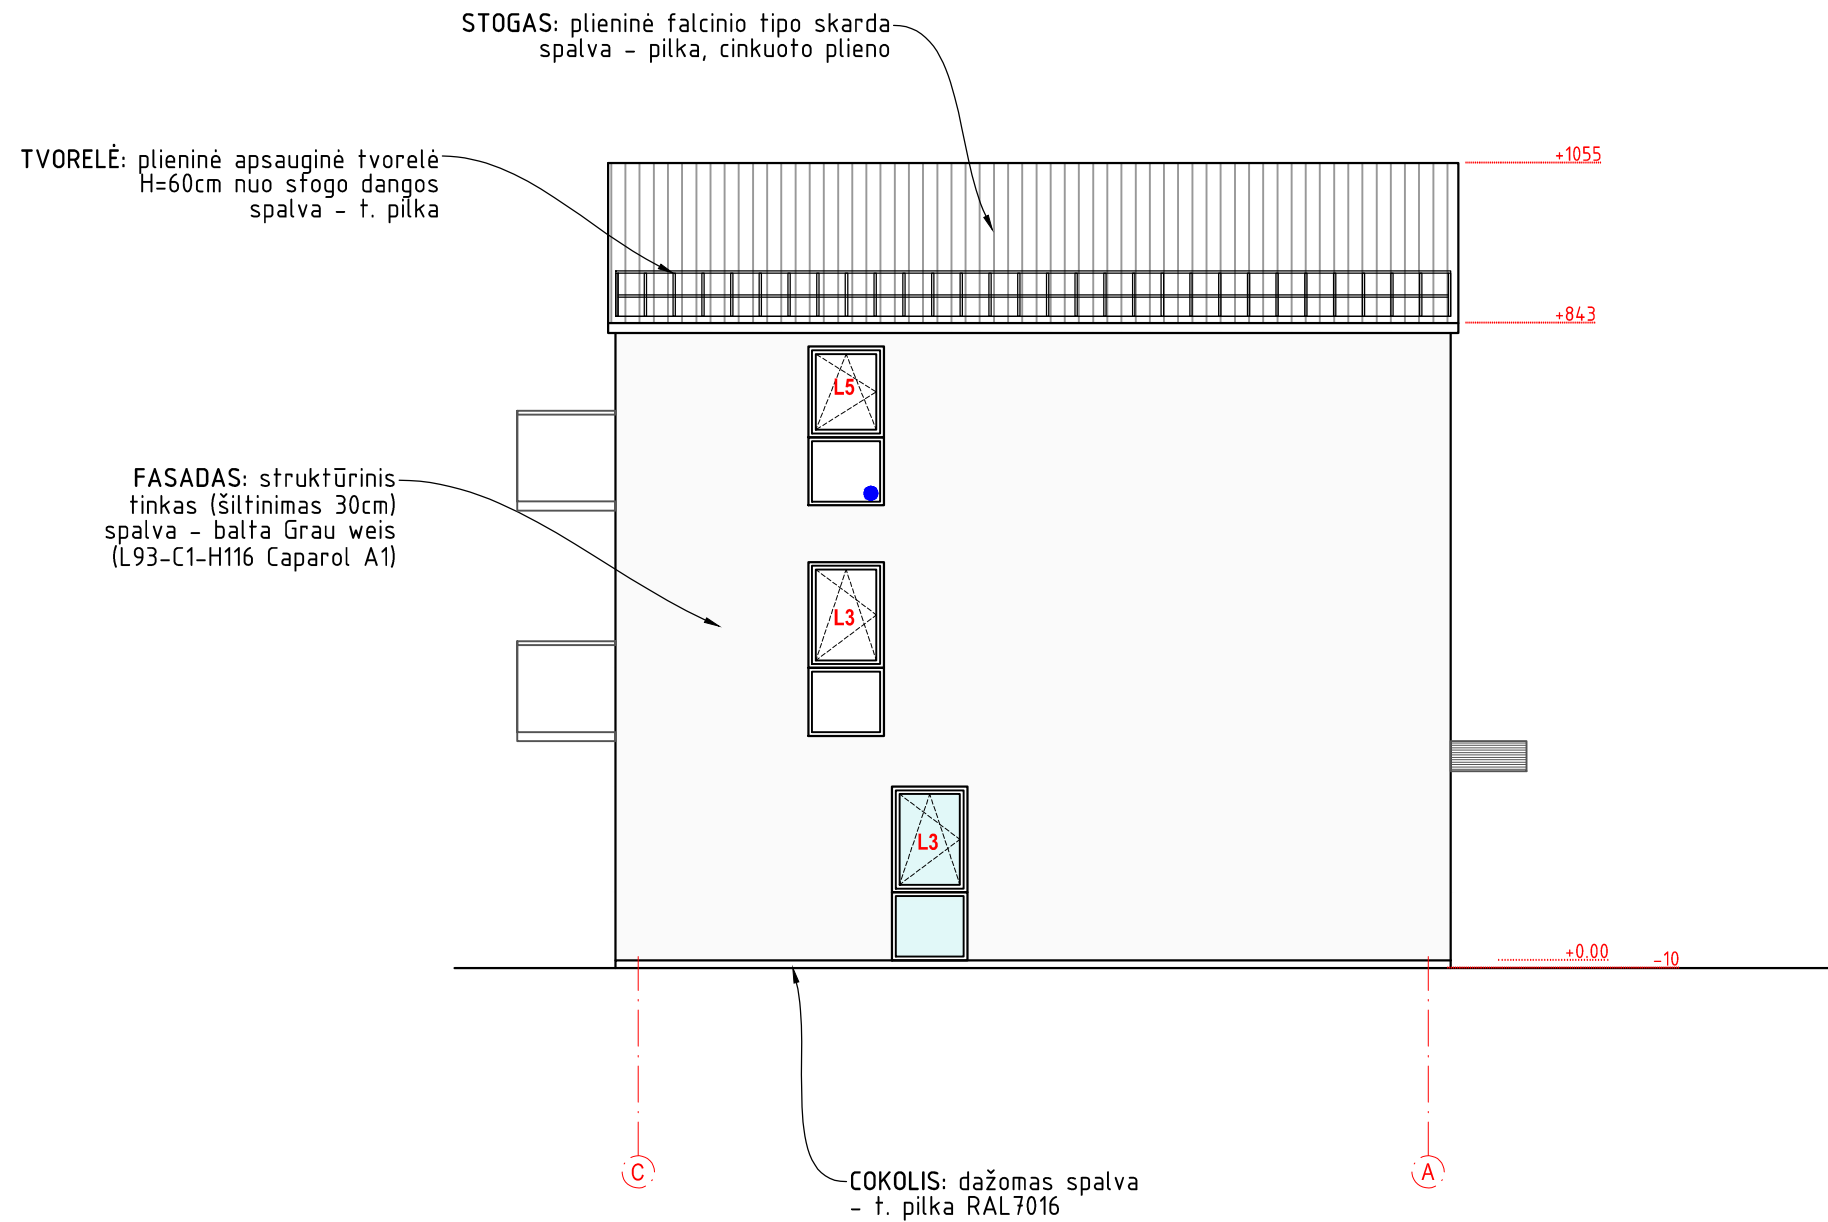 STOGAS: plieninė falcinio tipo skarda
spalva - pilka, cinkuoto plieno
TVORELĖ: plieninė apsauginė tvorelė
H=60cm nuo stogo dangos
spalva - t. pilka
+1055
+843
L5
FASADAS: struktūrinis
tinkas (šiltinimas 30cm)
spalva - balta Grau weis
(L93-C1-H116 Caparol A1)
L3
L3
+0.00
-10
C
A
COKOLIS: dažomas spalva
- t. pilka RAL7016